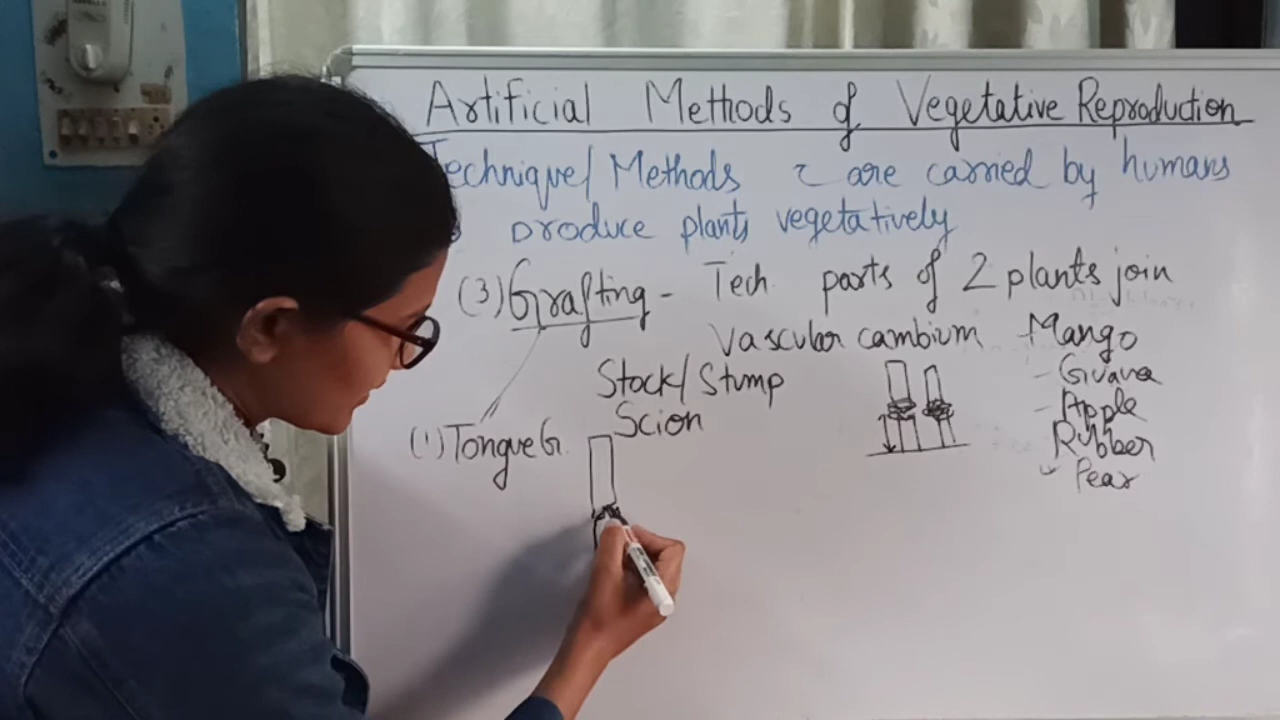 Artificial Methods of Vegetative Reproduction
Technique/ Methods are carried by humans
produce plants vegetatively
(3) Grafting - Tech. parts of 2 plants join
Vascular cambium - Mango
Stock/ Stump - Guava
Scion - Apple
(1) Tongue G. Rubber
Pear